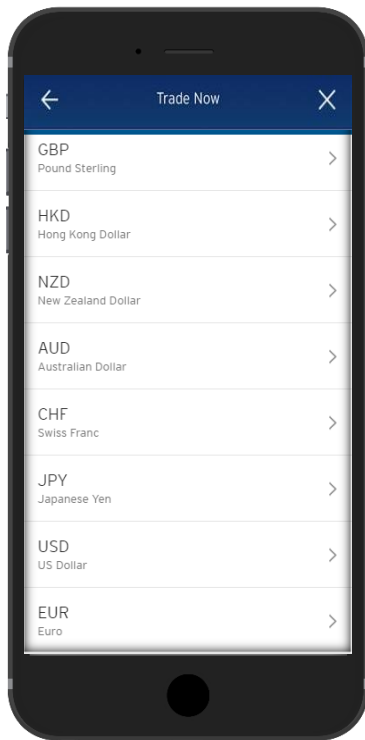 Trade Now
GBP
Pound Sterling
HKD
Hong Kong Dollar
NZD
New Zealand Dollar
AUD
Australian Dollar
CHF
Swiss Franc
JPY
Japanese Yen
USD
US Dollar
EUR
Euro